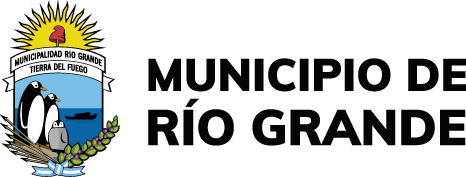 MUNICIPALIDAD RIO GRANDE
TIERRA DEL FUEGO
MUNICIPIO DE
RÍO GRANDE